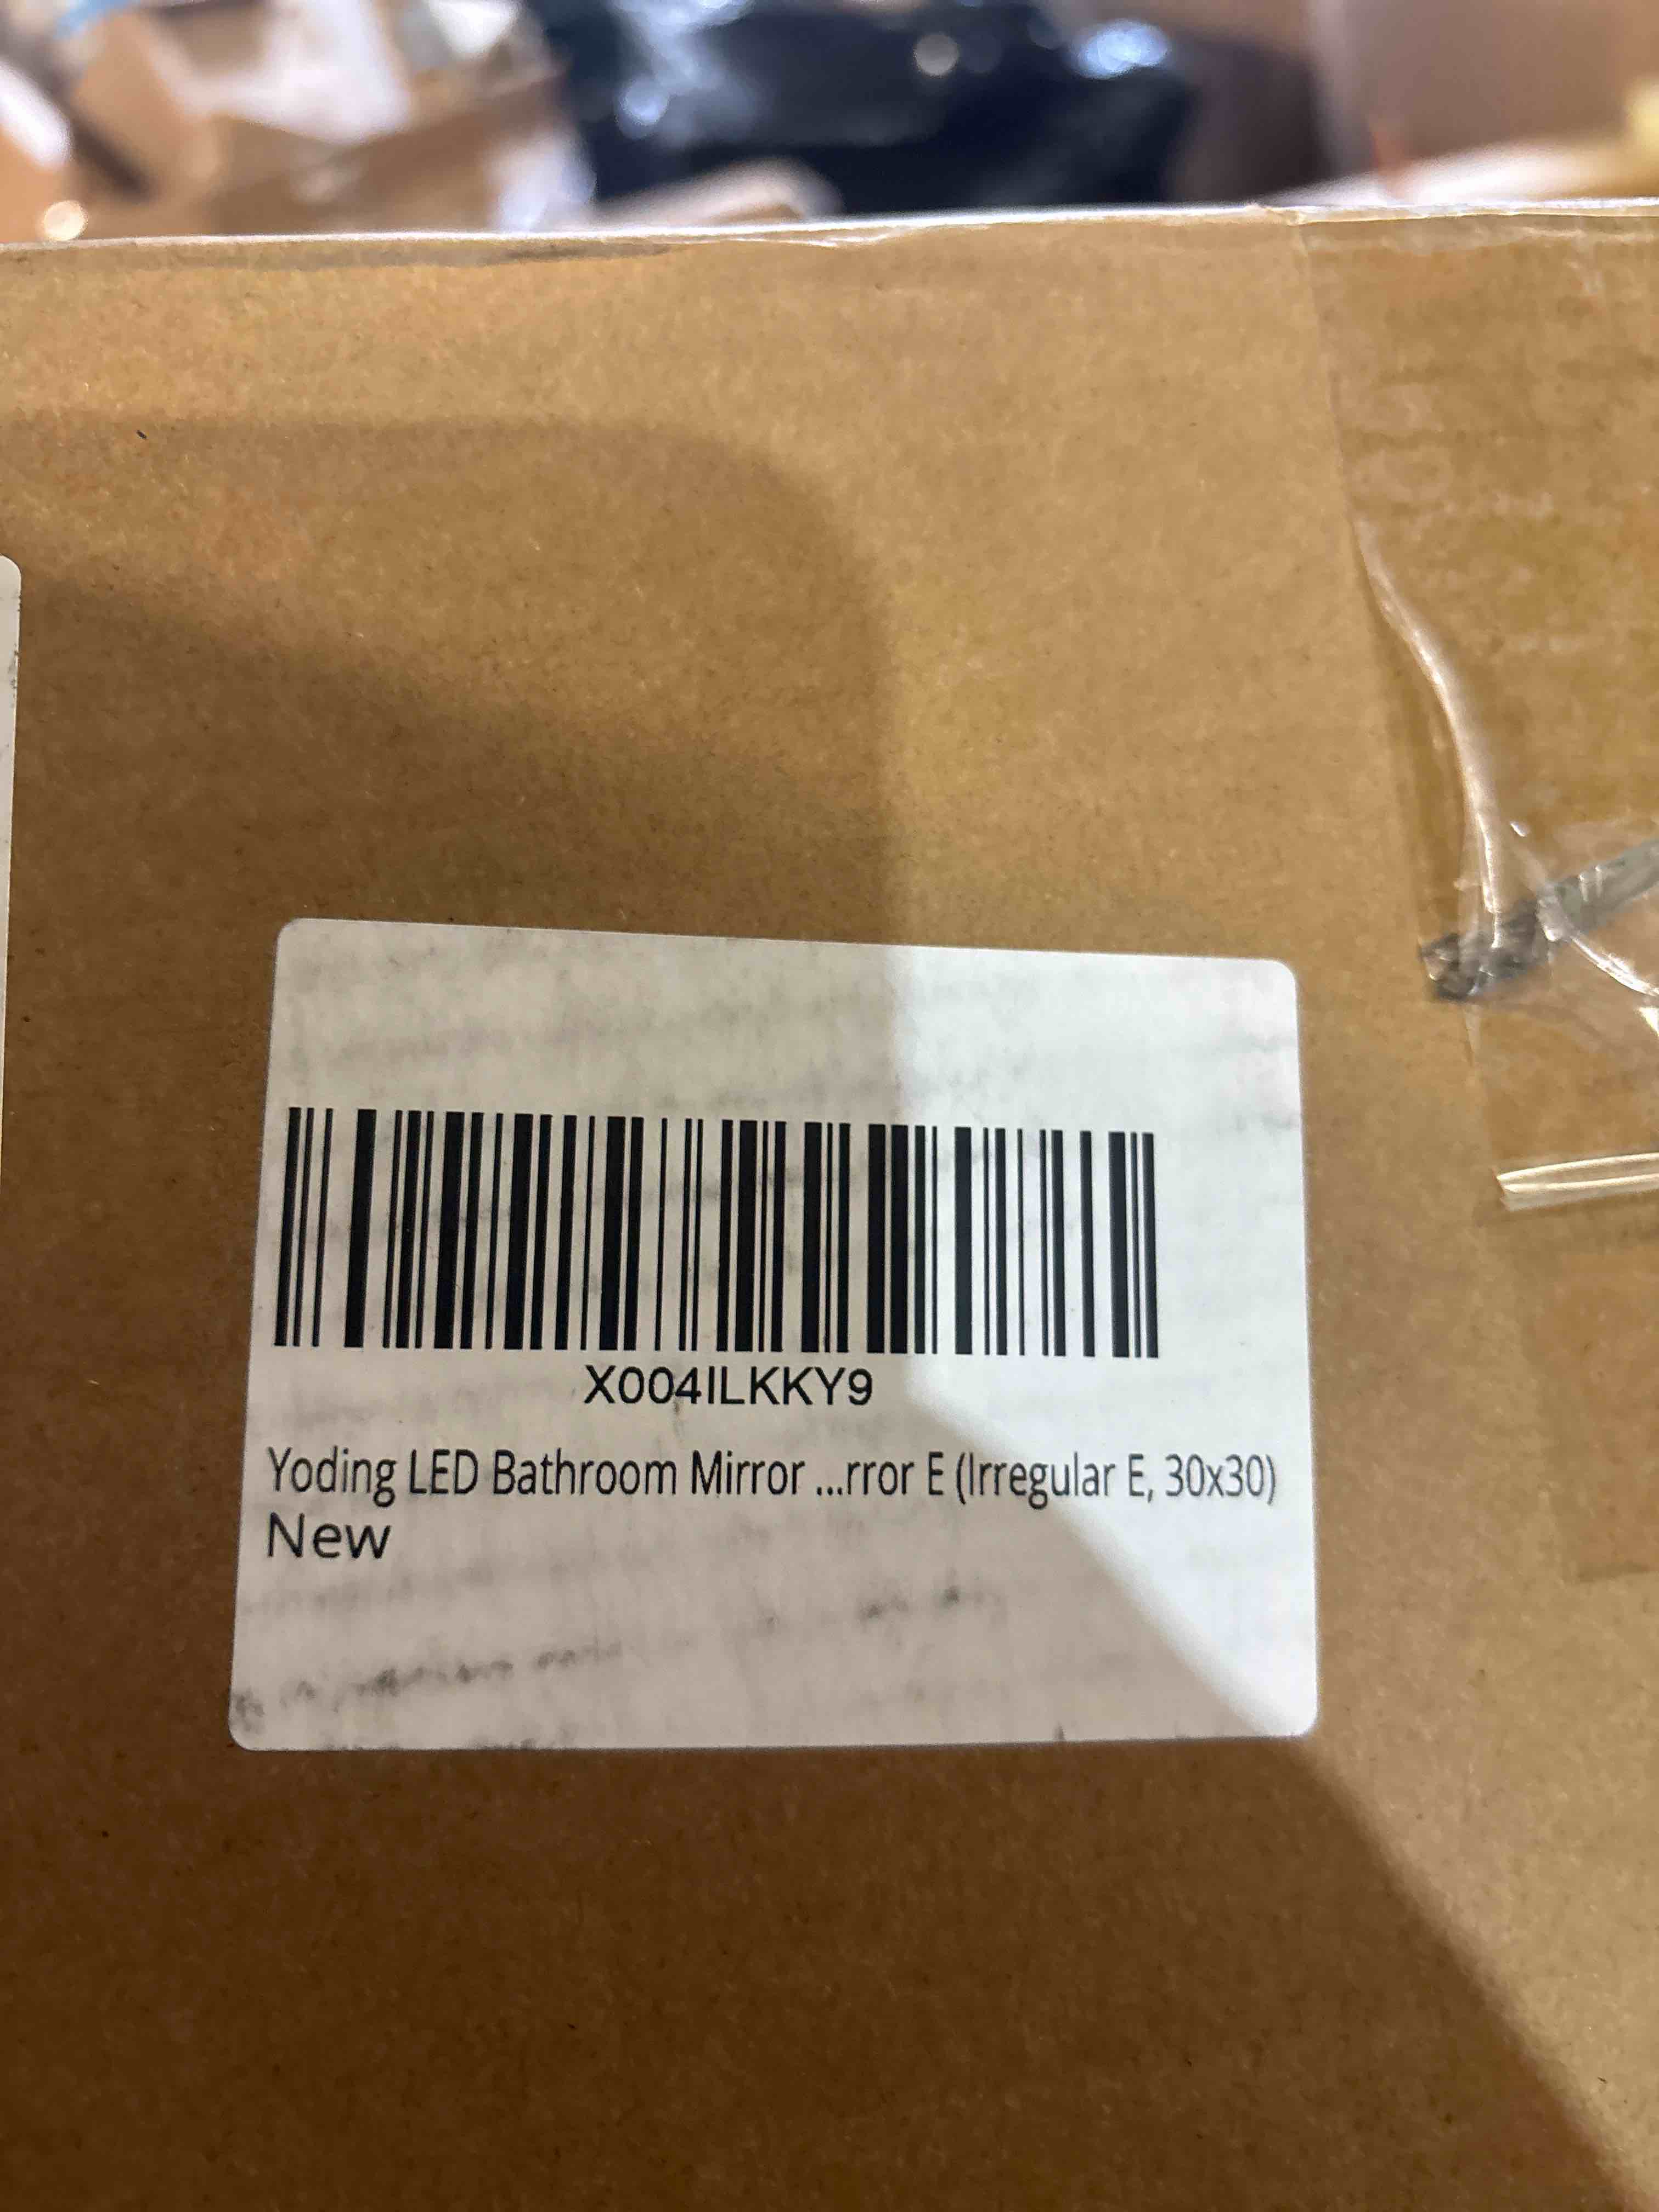 X004ILKKY9
Yoding LED Bathroom Mirror ...rror E (Irregular E, 30x30)
New